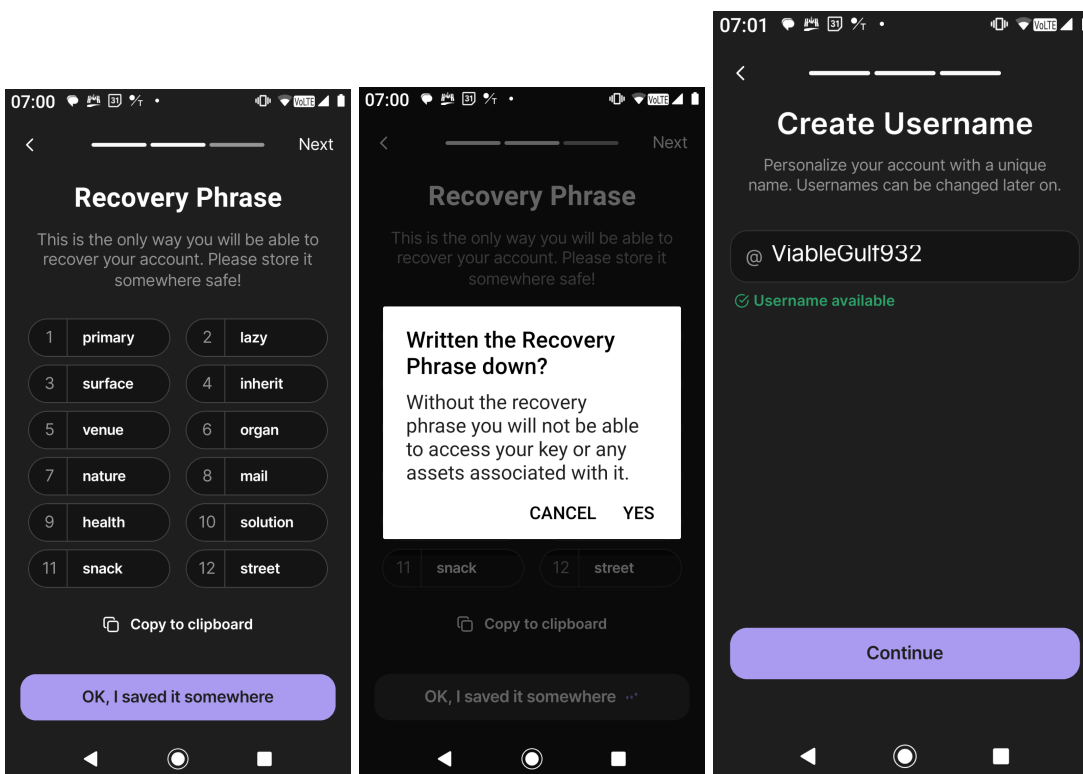 07:00
Next
Recovery Phrase
This is the only way you will be able to
recover your account. Please store it
somewhere safe!
1 primary
2 lazy
3 surface
4 inherit
5 venue
6 organ
7 nature
8 mail
9 health
10 solution
11 snack
12 street
Copy to clipboard
OK, I saved it somewhere
07:00
Next
Recovery Phrase
This is the only way you will be able to
recover your account. Please store it
somewhere safe!
Written the Recovery
Phrase down?
Without the recovery
phrase you will not be able
to access your key or any
assets associated with it.
CANCEL YES
11 snack
12 street
Copy to clipboard
OK, I saved it somewhere
07:01
31
VoLTE
Create Username
Personalize your account with a unique
name. Usernames can be changed later on.
@ ViableGulf932
Username available
Continue